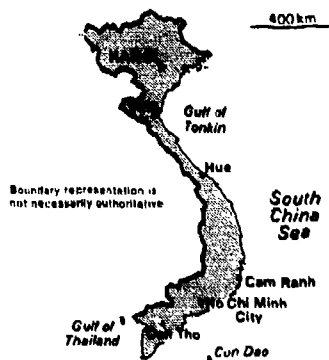 400 km
Gulf of
Tonkin
Hue
Boundary representation is
not necessarily authoritative
South
China
Sea
Cam Ranh
Ho Chi Minh
City
Gulf of
Thailand
Tho
Con Dao